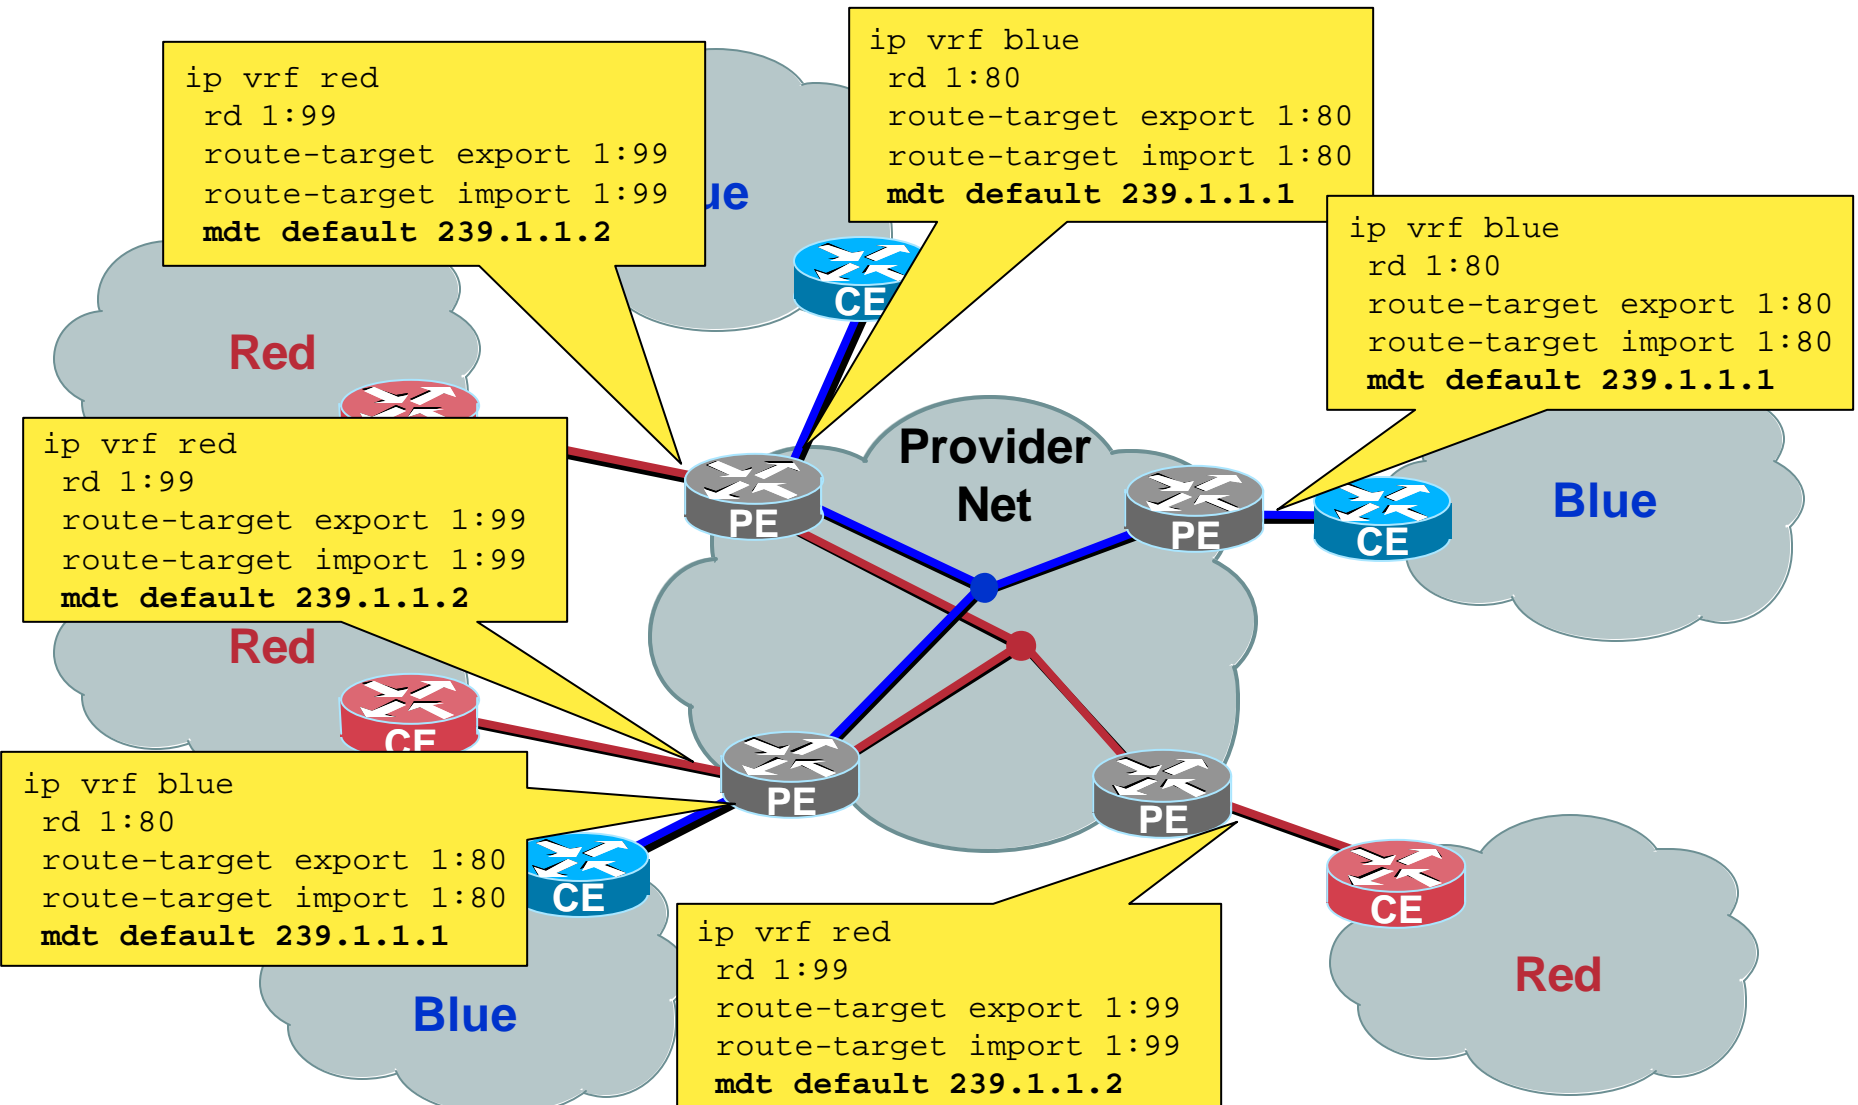 ip vrf red
rd 1:99
route-target export 1:99
route-target import 1:99
mdt default 239.1.1.2
ip vrf blue
rd 1:80
route-target export 1:80
route-target import 1:80
mdt default 239.1.1.1
ip vrf blue
rd 1:80
route-target export 1:80
route-target import 1:80
mdt default 239.1.1.1
CE
Red
ip vrf red
rd 1:99
route-target export 1:99
route-target import 1:99
mdt default 239.1.1.2
Provider
Net
PE
PE
CE
Blue
Red
CE
ip vrf blue
rd 1:80
route-target export 1:80
route-target import 1:80
mdt default 239.1.1.1
PE
PE
CE
CE
Blue
ip vrf red
rd 1:99
route-target export 1:99
route-target import 1:99
mdt default 239.1.1.2
Red